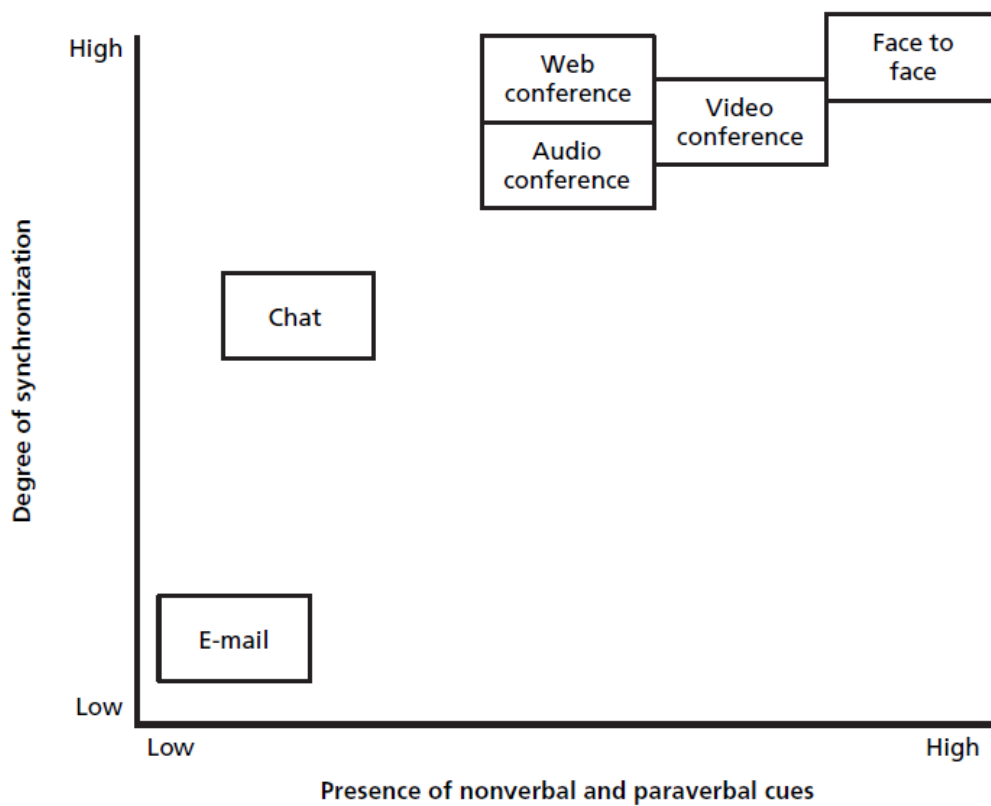 High
Face to
face
Web
conference
Video
conference
Audio
conference
Degree of synchronization
Chat
E-mail
Low
Low
High
Presence of nonverbal and paraverbal cues